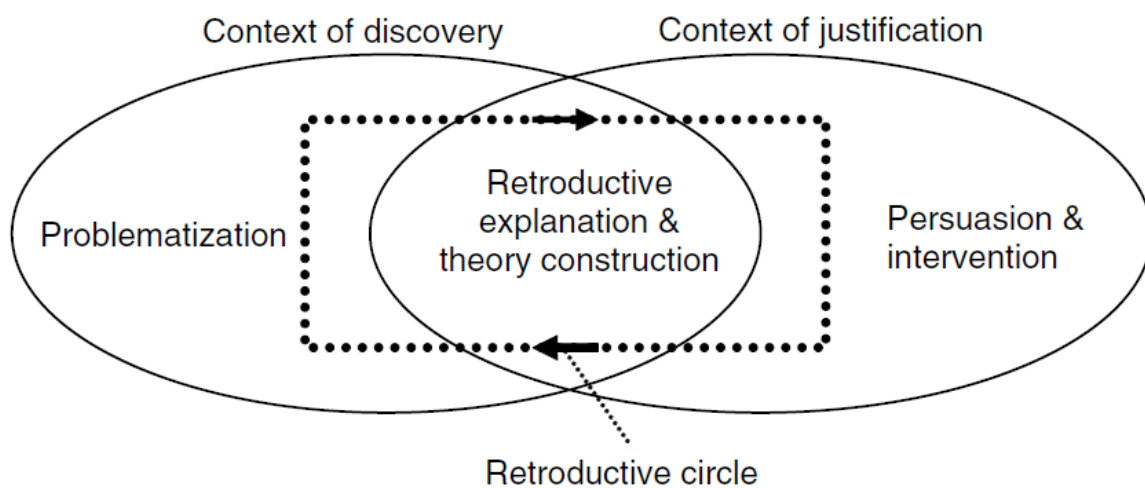 Context of discovery
Context of justification
Problematization
Retroductive
explanation &
theory construction
Persuasion &
intervention
Retroductive circle